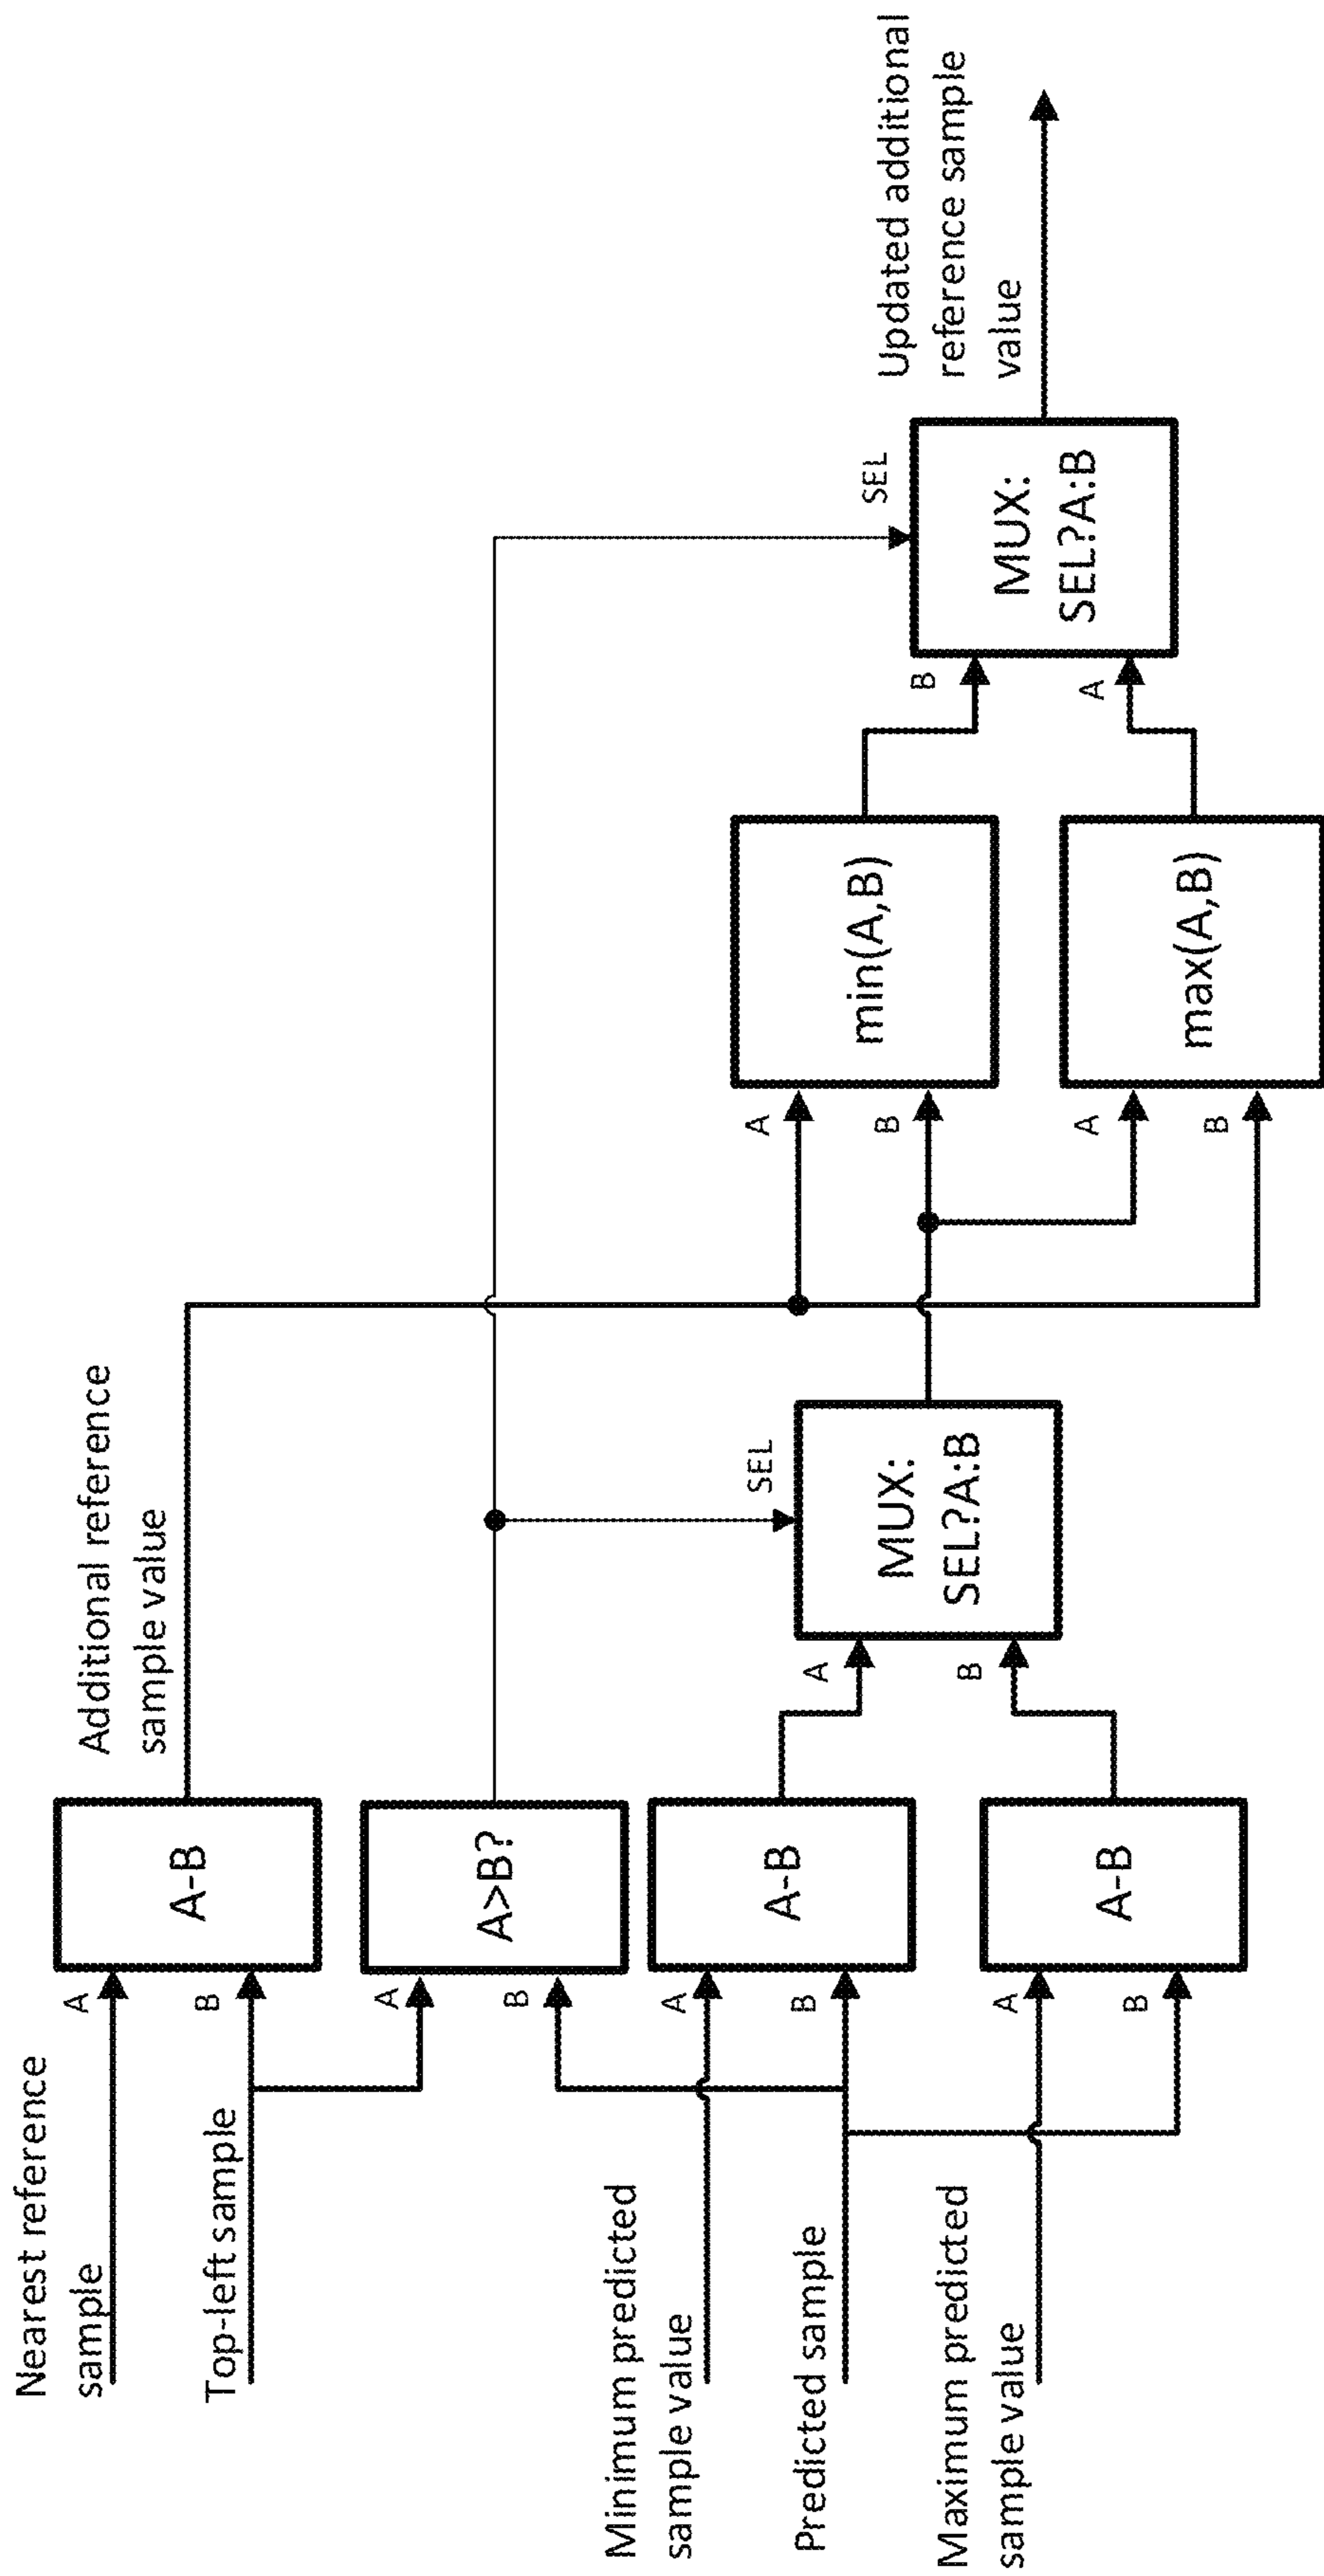 Nearest reference
sample
A
Top-left sample
B
A-B
Additional reference
sample value
A
B
A>B?
Minimum predicted
sample value
A
Predicted sample
B
A-B
Maximum predicted
sample value
A
B
A-B
A
B
SEL
MUX:
SEL?A:B
A
B
min(A,B)
A
B
max(A,B)
B
A
SEL
MUX:
SEL?A:B
Updated additional
reference sample
value